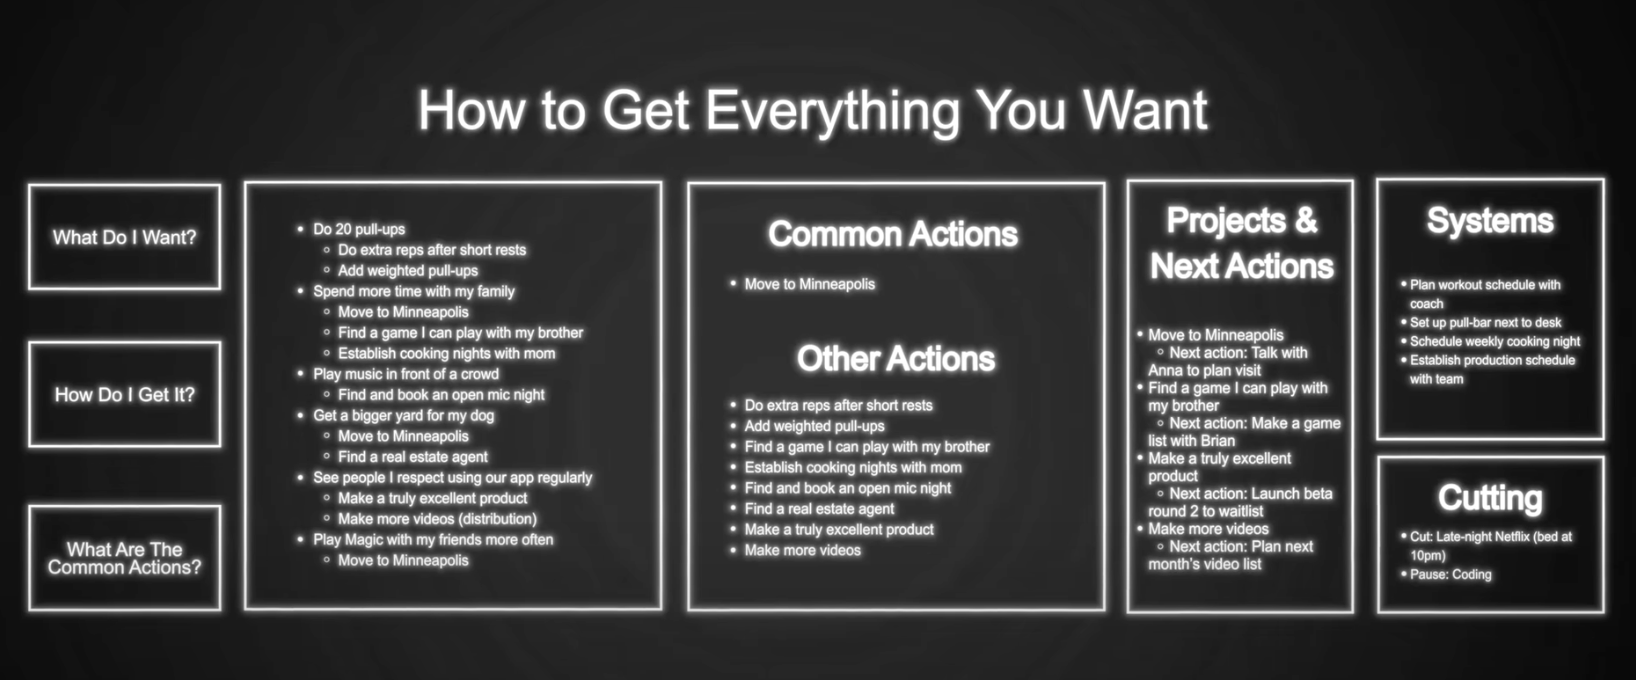 How to Get Everything You Want
What Do I Want?
How Do I Get It?
What Are The
Common Actions?
• Do 20 pull-ups
◦ Do extra reps after short rests
◦ Add weighted pull-ups
• Spend more time with my family
◦ Move to Minneapolis
◦ Find a game I can play with my brother
◦ Establish cooking nights with mom
• Play music in front of a crowd
◦ Find and book an open mic night
• Get a bigger yard for my dog
◦ Move to Minneapolis
◦ Find a real estate agent
• See people I respect using our app regularly
◦ Make a truly excellent product
◦ Make more videos (distribution)
• Play Magic with my friends more often
◦ Move to Minneapolis
Common Actions
• Move to Minneapolis
Other Actions
• Do extra reps after short rests
• Add weighted pull-ups
• Find a game I can play with my brother
• Establish cooking nights with mom
• Find and book an open mic night
• Find a real estate agent
• Make a truly excellent product
• Make more videos
Projects &
Next Actions
• Move to Minneapolis
◦ Next action: Talk with
Anna to plan visit
• Find a game I can play with
my brother
◦ Next action: Make a game
list with Brian
• Make a truly excellent
product
◦ Next action: Launch beta
round 2 to waitlist
• Make more videos
◦ Next action: Plan next
month's video list
Systems
• Plan workout schedule with
coach
• Set up pull-bar next to desk
• Schedule weekly cooking night
• Establish production schedule
with team
Cutting
• Cut: Late-night Netflix (bed at
10pm)
• Pause: Coding